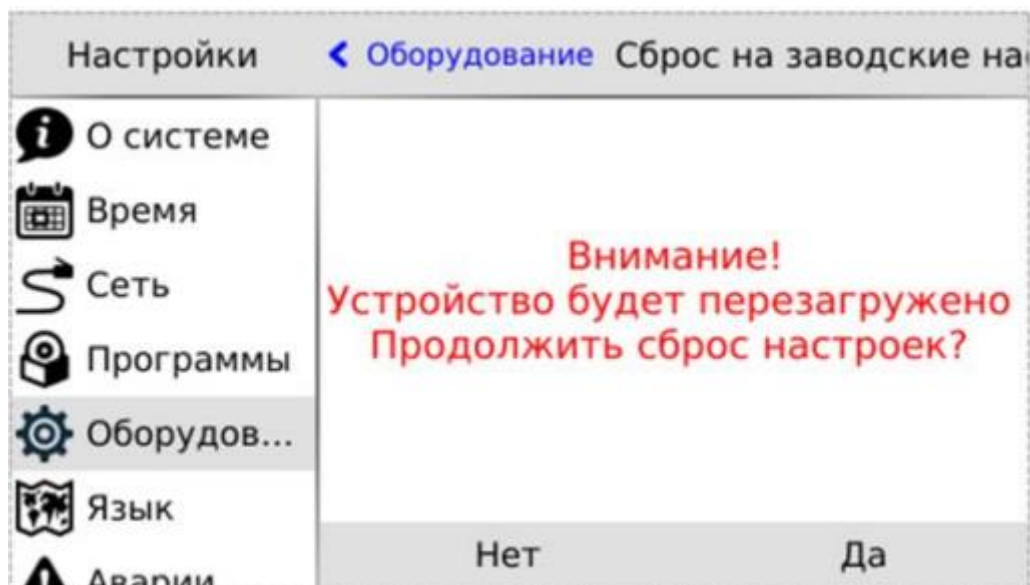 Настройки
Оборудование Сброс на заводские на
О системе
Время
Сеть
Программы
Оборудов...
Язык
Аварии
Внимание!
Устройство будет перезагружено
Продолжить сброс настроек?
Нет Да